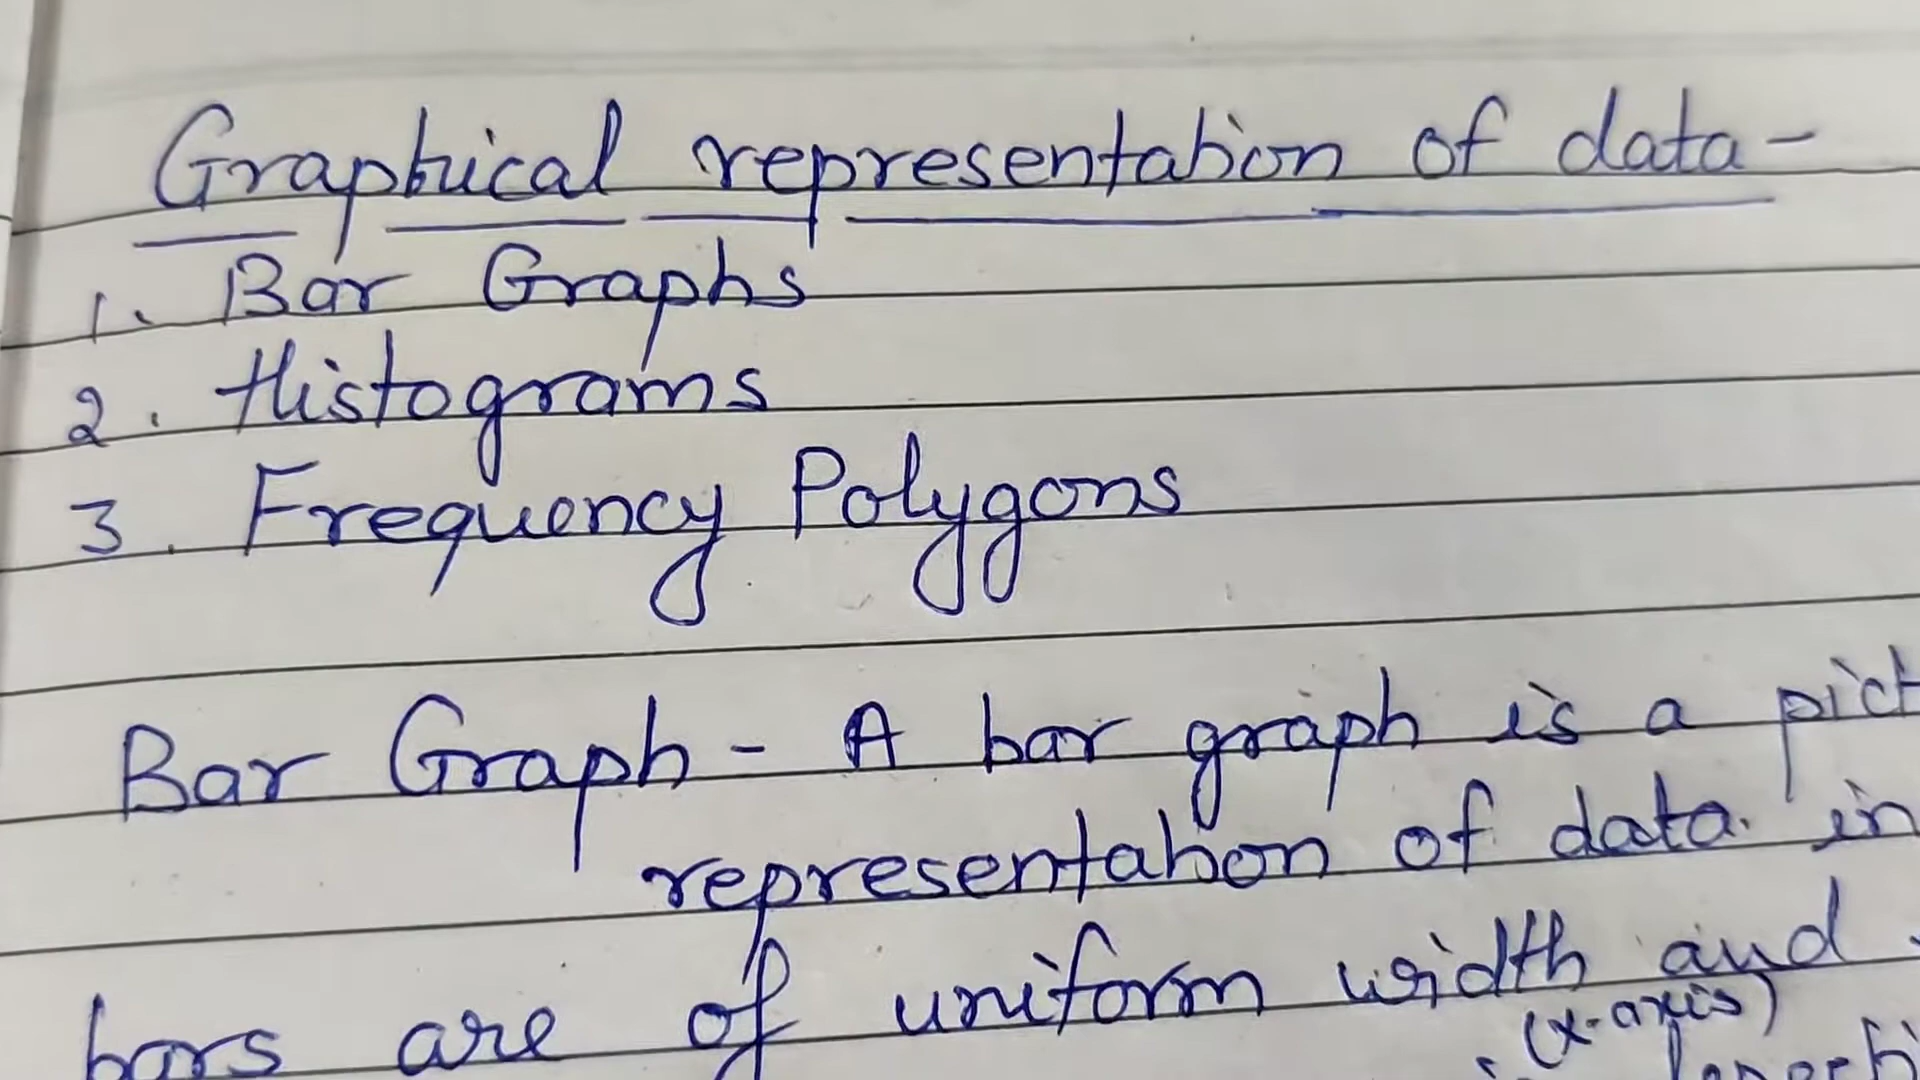 Graphical representation of data-
1. Bar Graphs
2. Histograms
3. Frequency Polygons
Bar Graph - A bar graph is a pict
representation of data. in
bars are of uniform width and
(x-axis)